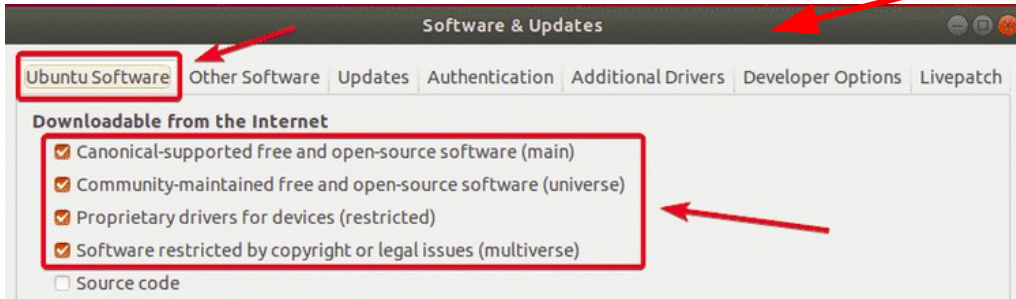 Software & Updates
Ubuntu Software Other Software Updates Authentication Additional Drivers Developer Options Livepatch
Downloadable from the Internet
Canonical-supported free and open-source software (main)
Community-maintained free and open-source software (universe)
Proprietary drivers for devices (restricted)
Software restricted by copyright or legal issues (multiverse)
Source code